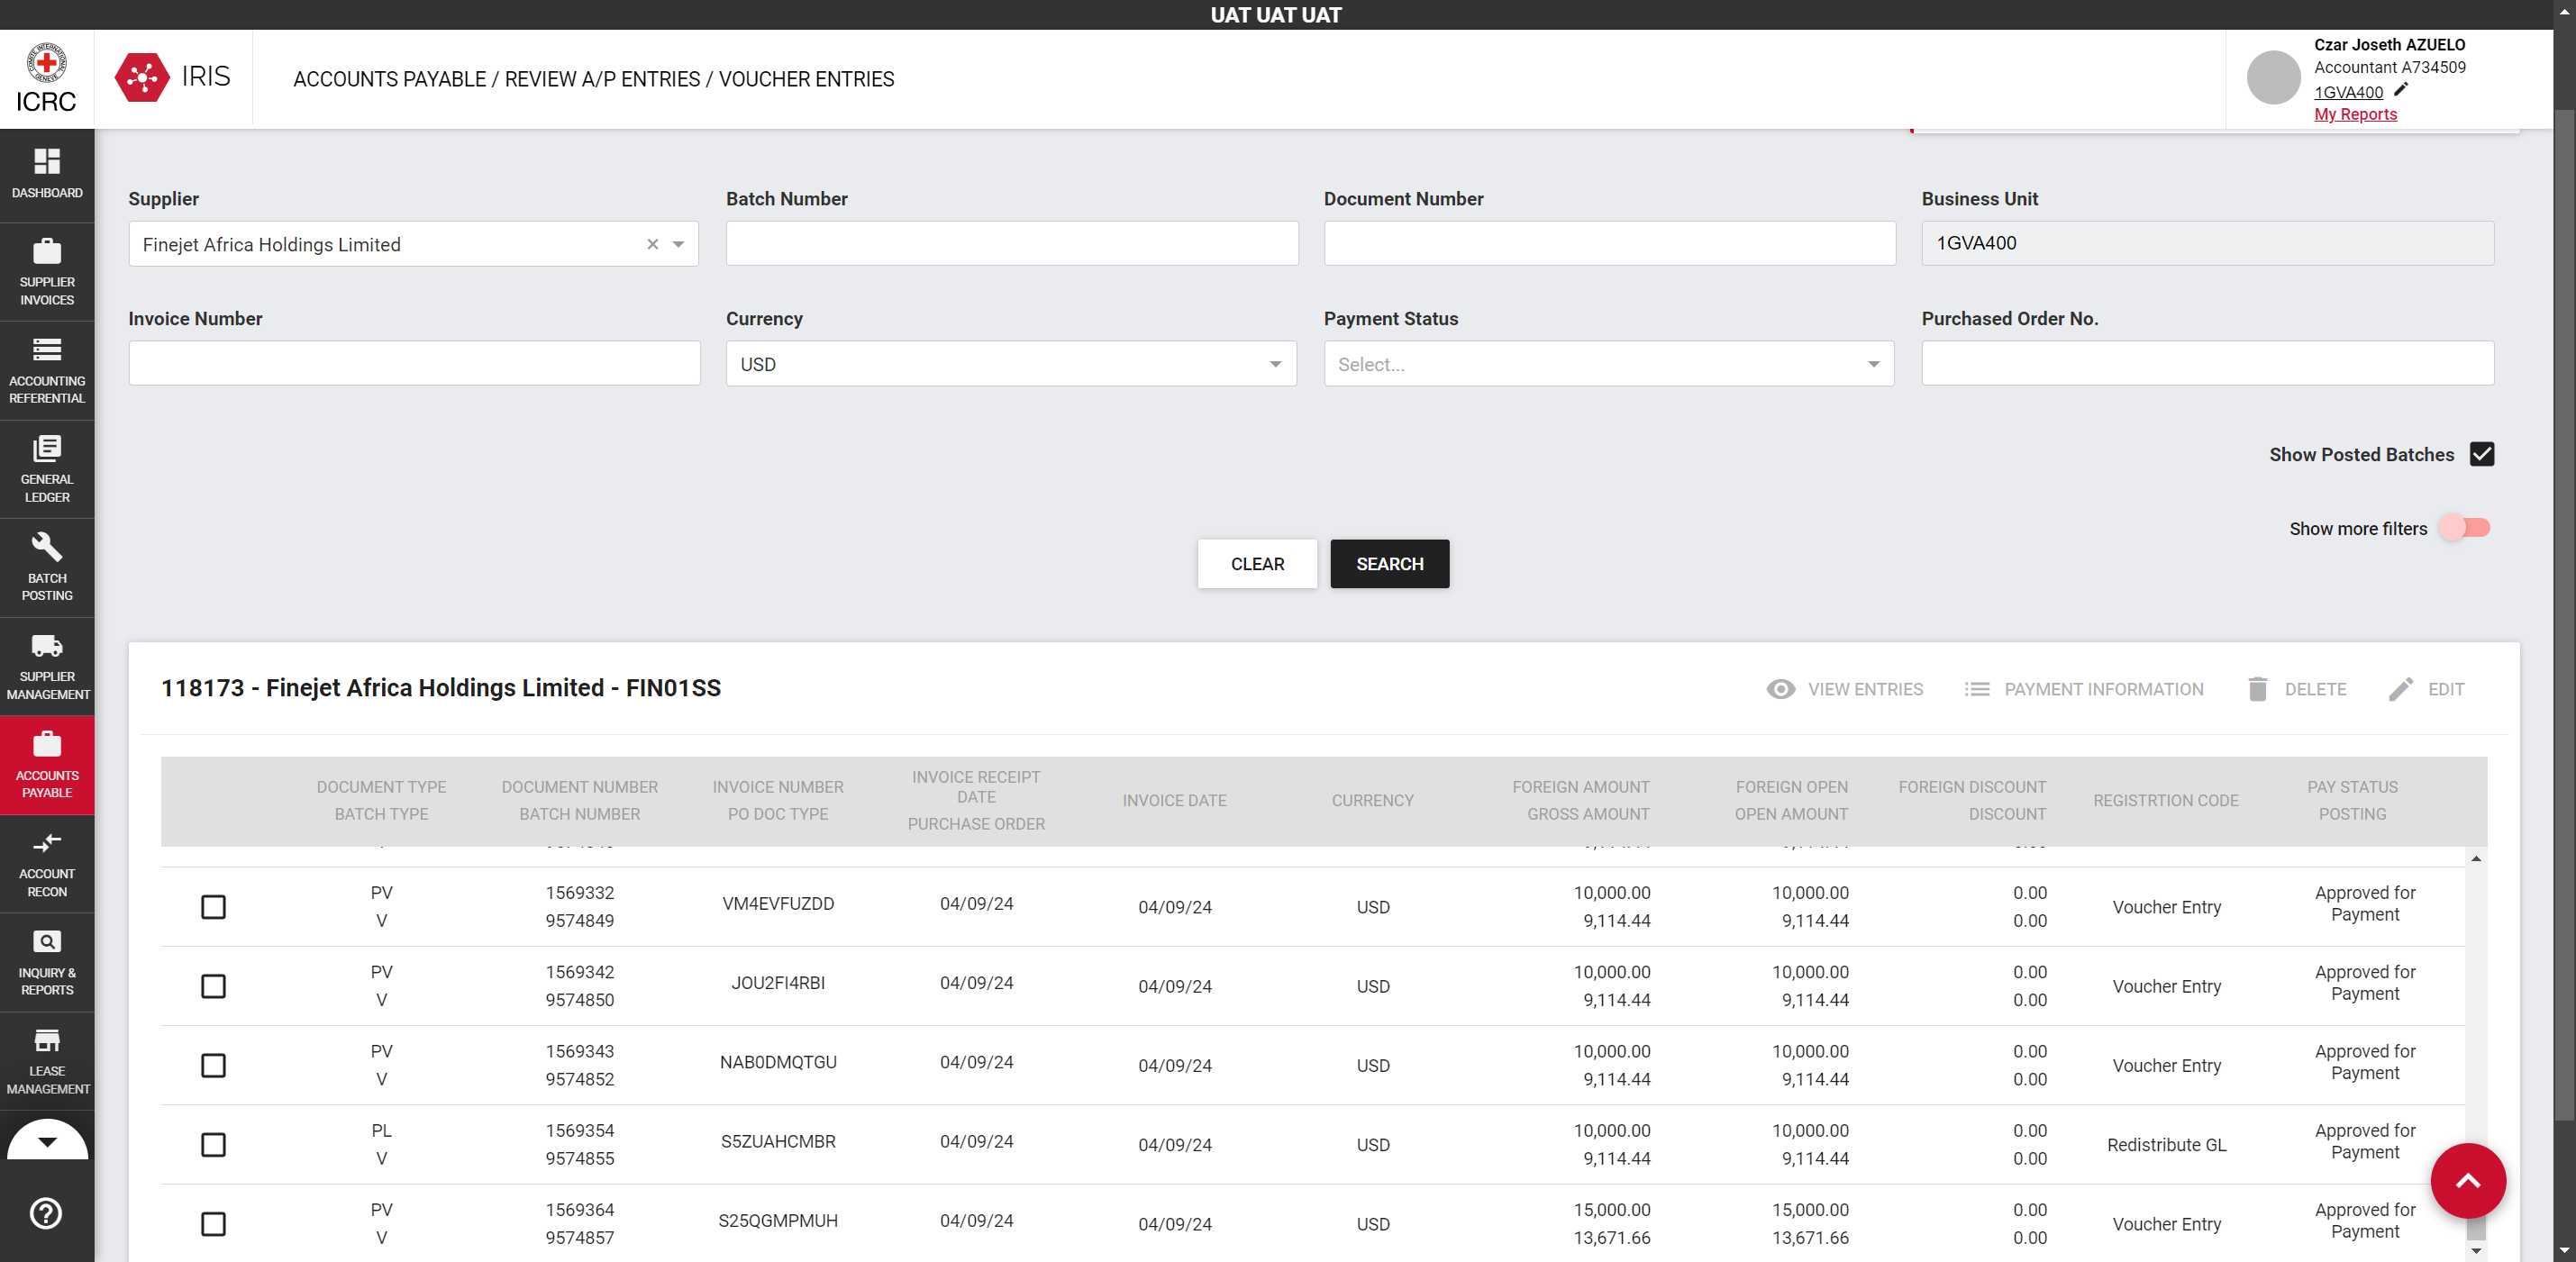 UAT UAT UAT
ICRC
IRIS
ACCOUNTS PAYABLE / REVIEW A/P ENTRIES / VOUCHER ENTRIES
Czar Joseth AZUELO
Accountant A734509
1GVA400
My Reports
DASHBOARD
SUPPLIER
INVOICES
ACCOUNTING
REFERENTIAL
GENERAL
LEDGER
BATCH
POSTING
SUPPLIER
MANAGEMENT
ACCOUNTS
PAYABLE
ACCOUNT
RECON
INQUIRY &
REPORTS
LEASE
MANAGEMENT
Supplier
Batch Number
Document Number
Business Unit
Finejet Africa Holdings Limited
1GVA400
Invoice Number
Currency
Payment Status
Purchased Order No.
USD
Select...
Show Posted Batches
Show more filters
CLEAR
SEARCH
118173 - Finejet Africa Holdings Limited - FIN01SS
VIEW ENTRIES
PAYMENT INFORMATION
DELETE
EDIT
DOCUMENT TYPE
BATCH TYPE
DOCUMENT NUMBER
BATCH NUMBER
INVOICE NUMBER
PO DOC TYPE
INVOICE RECEIPT
DATE
PURCHASE ORDER
INVOICE DATE
CURRENCY
FOREIGN AMOUNT
GROSS AMOUNT
FOREIGN OPEN
OPEN AMOUNT
FOREIGN DISCOUNT
DISCOUNT
REGISTRTION CODE
PAY STATUS
POSTING
PV
V
1569332
9574849
VM4EVFUZDD
04/09/24
04/09/24
USD
10,000.00
9,114.44
10,000.00
9,114.44
0.00
0.00
Voucher Entry
Approved for
Payment
PV
V
1569342
9574850
JOU2FI4RBI
04/09/24
04/09/24
USD
10,000.00
9,114.44
10,000.00
9,114.44
0.00
0.00
Voucher Entry
Approved for
Payment
PV
V
1569343
9574852
NAB0DMQTGU
04/09/24
04/09/24
USD
10,000.00
9,114.44
10,000.00
9,114.44
0.00
0.00
Voucher Entry
Approved for
Payment
PL
V
1569354
9574855
S5ZUAHCMBR
04/09/24
04/09/24
USD
10,000.00
9,114.44
10,000.00
9,114.44
0.00
0.00
Redistribute GL
Approved for
Payment
PV
V
1569364
9574857
S25QGMPMUH
04/09/24
04/09/24
USD
15,000.00
13,671.66
15,000.00
13,671.66
0.00
0.00
Voucher Entry
Approved for
Payment